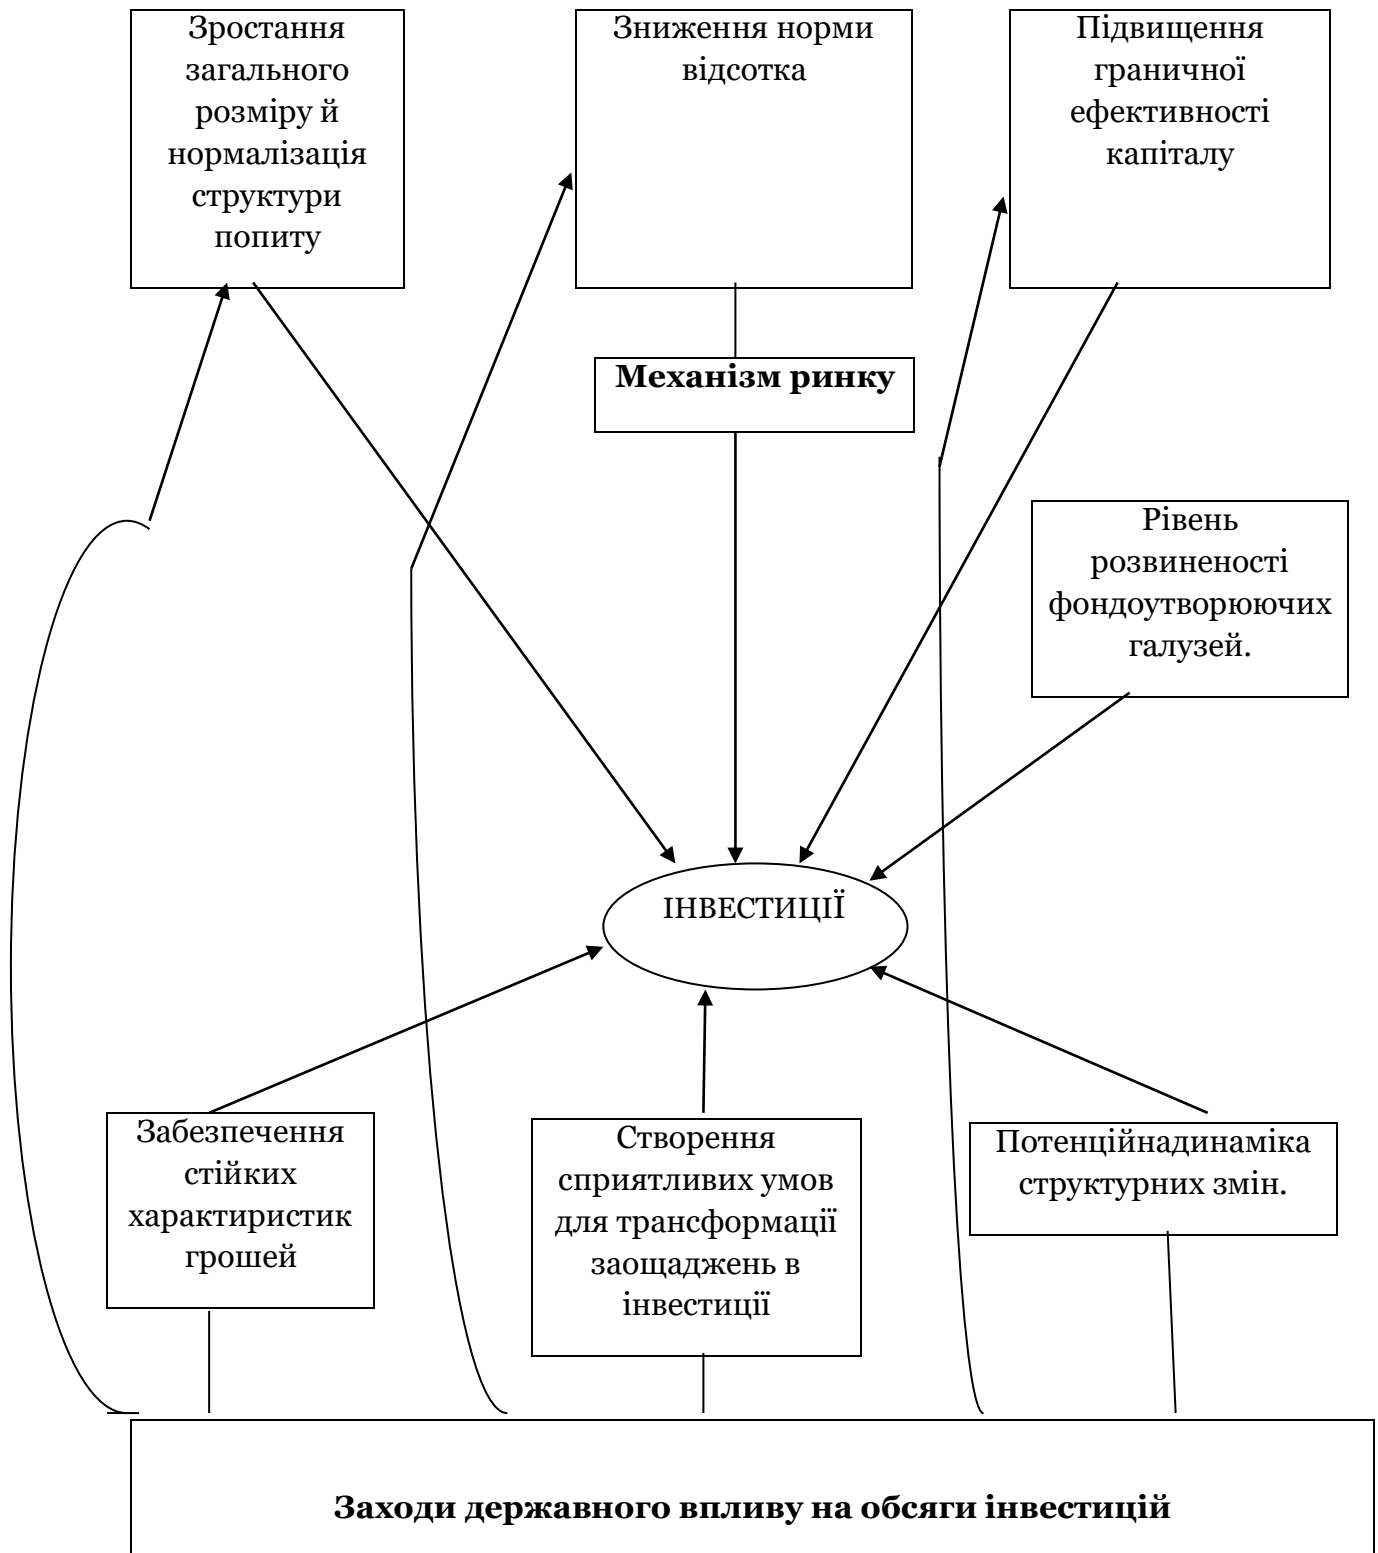 Зростання
загального
розміру й
нормалізація
структури
попиту
Зниження норми
відсотка
Підвищення
граничної
ефективності
капіталу
Механізм ринку
Рівень
розвиненості
фондоутворюючих
галузей.
ІНВЕСТИЦІЇ
Забезпечення
стійких
характиристик
грошей
Створення
сприятливих умов
для трансформації
заощаджень в
інвестиції
Потенційнадинаміка
структурних змін.
Заходи державного впливу на обсяги інвестицій